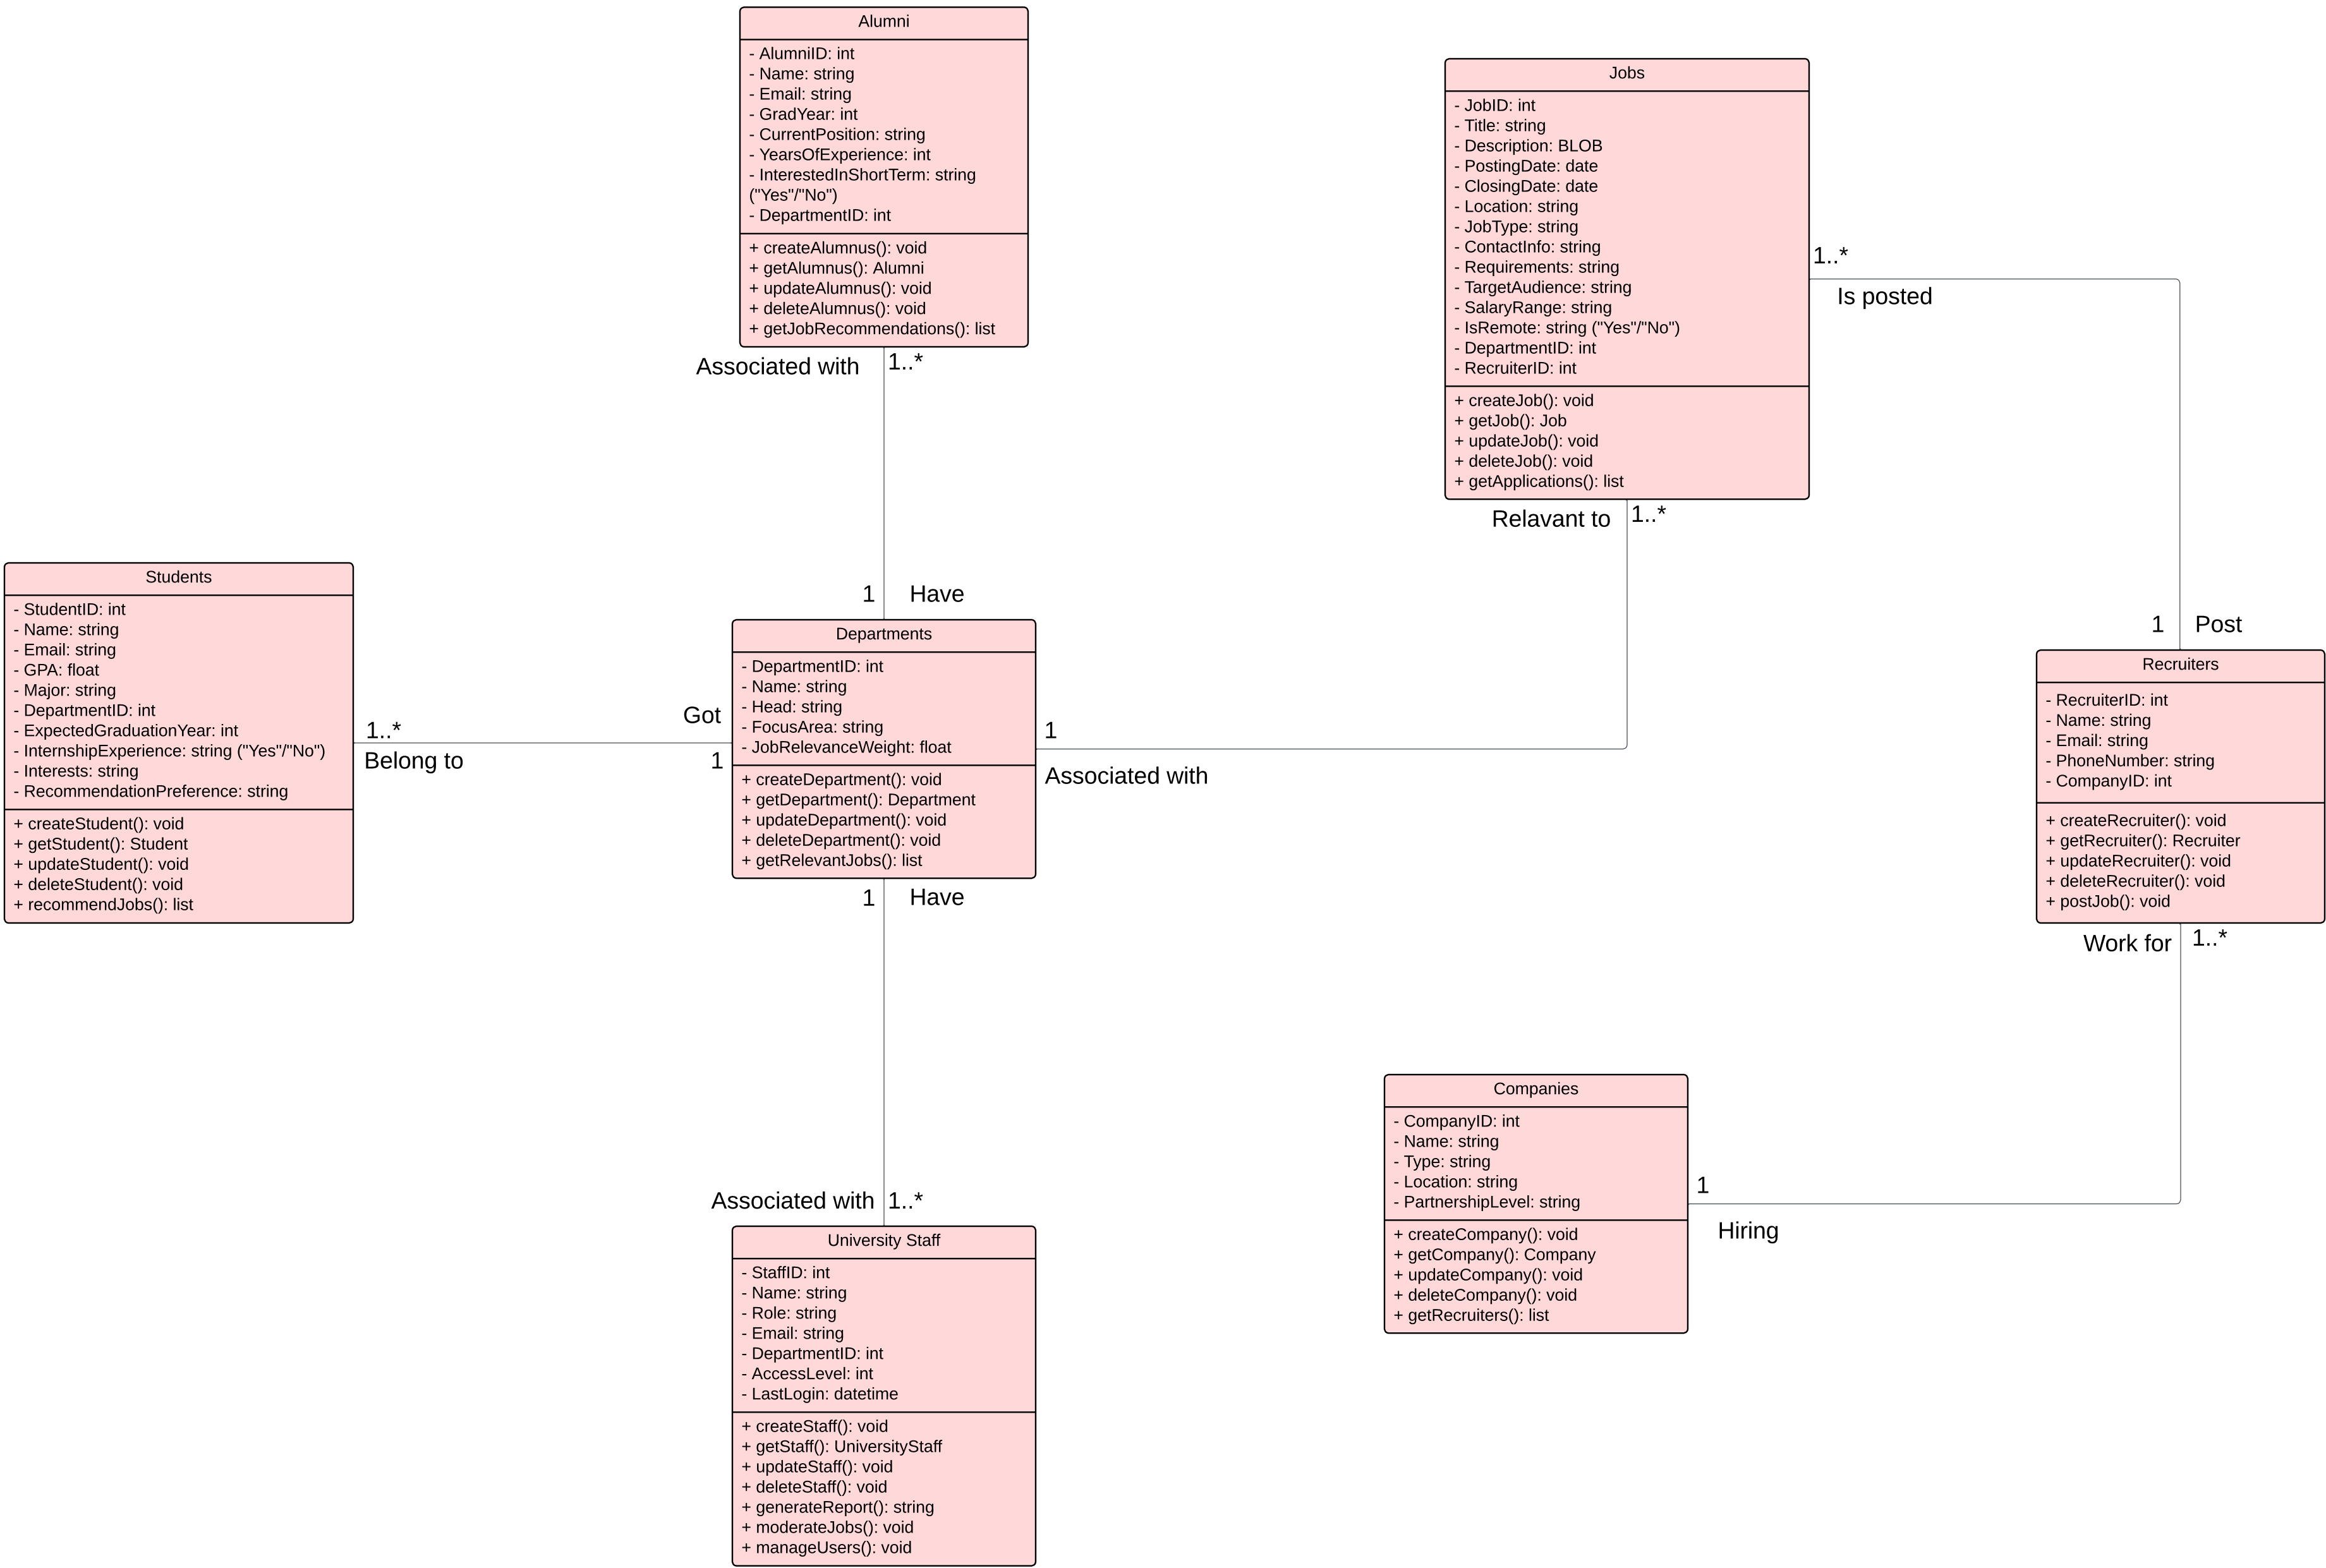 Alumni
- AlumniID: int
- Name: string
- Email: string
- GradYear: int
- CurrentPosition: string
- YearsOfExperience: int
- InterestedInShortTerm: string
("Yes"/"No")
- DepartmentID: int
+ createAlumnus(): void
+ getAlumnus(): Alumni
+ updateAlumnus(): void
+ deleteAlumnus(): void
+ getJobRecommendations(): list
Associated with
1..*
1
Have
Jobs
- JobID: int
- Title: string
- Description: BLOB
- PostingDate: date
- ClosingDate: date
- Location: string
- JobType: string
- ContactInfo: string
- Requirements: string
- TargetAudience: string
- SalaryRange: string
- IsRemote: string ("Yes"/"No")
- DepartmentID: int
- RecruiterID: int
+ createJob(): void
+ getJob(): Job
+ updateJob(): void
+ deleteJob(): void
+ getApplications(): list
1..*
Is posted
Relavant to
1..*
1
Post
Students
- StudentID: int
- Name: string
- Email: string
- GPA: float
- Major: string
- DepartmentID: int
- ExpectedGraduationYear: int
- InternshipExperience: string ("Yes"/"No")
- Interests: string
- RecommendationPreference: string
+ createStudent(): void
+ getStudent(): Student
+ updateStudent(): void
+ deleteStudent(): void
+ recommendJobs(): list
1..*
Belong to
Got
1
Departments
- DepartmentID: int
- Name: string
- Head: string
- FocusArea: string
- JobRelevanceWeight: float
+ createDepartment(): void
+ getDepartment(): Department
+ updateDepartment(): void
+ deleteDepartment(): void
+ getRelevantJobs(): list
1
Associated with
1
Have
Recruiters
- RecruiterID: int
- Name: string
- Email: string
- PhoneNumber: string
- CompanyID: int
+ createRecruiter(): void
+ getRecruiter(): Recruiter
+ updateRecruiter(): void
+ deleteRecruiter(): void
+ postJob(): void
Work for
1..*
Companies
- CompanyID: int
- Name: string
- Type: string
- Location: string
- PartnershipLevel: string
+ createCompany(): void
+ getCompany(): Company
+ updateCompany(): void
+ deleteCompany(): void
+ getRecruiters(): list
1
Hiring
Associated with
1..*
University Staff
- StaffID: int
- Name: string
- Role: string
- Email: string
- DepartmentID: int
- AccessLevel: int
- LastLogin: datetime
+ createStaff(): void
+ getStaff(): UniversityStaff
+ updateStaff(): void
+ deleteStaff(): void
+ generateReport(): string
+ moderateJobs(): void
+ manageUsers(): void